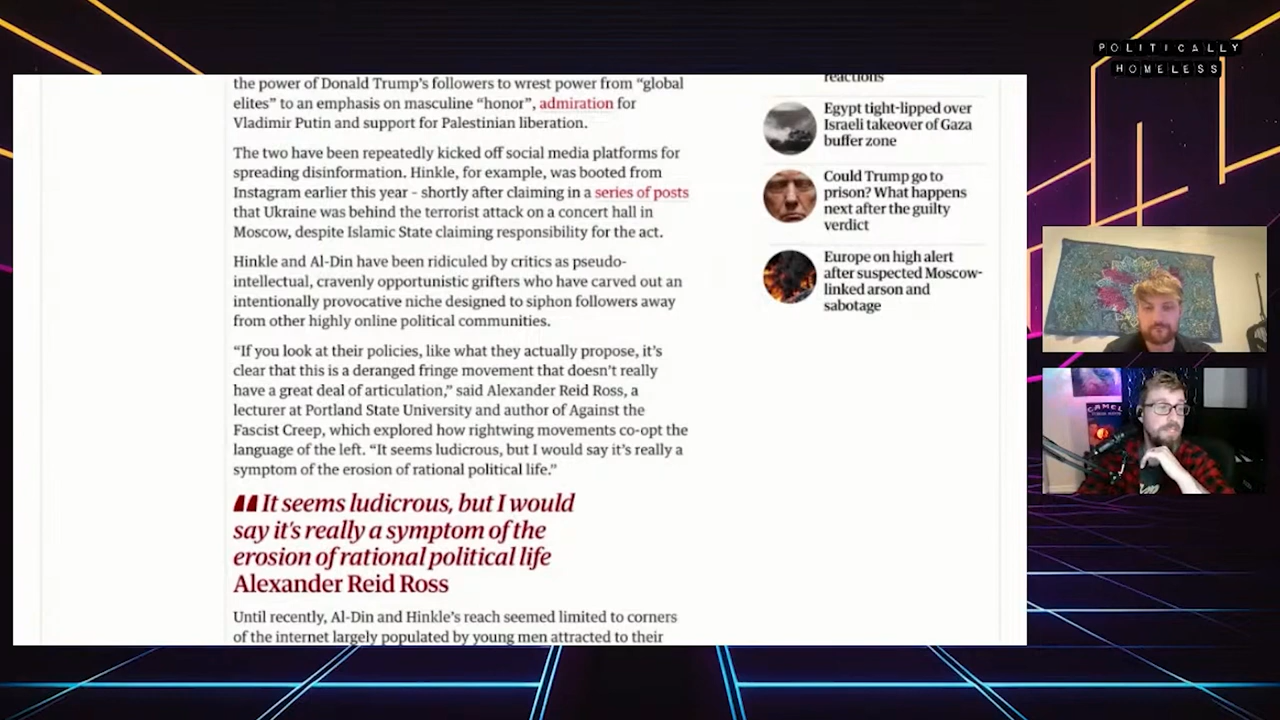 POLITICALLY
HOMELESS
the power of Donald Trump's followers to wrest power from “global
elites” to an emphasis on masculine “honor”, admiration for
Vladimir Putin and support for Palestinian liberation.
The two have been repeatedly kicked off social media platforms for
spreading disinformation. Hinkle, for example, was booted from
Instagram earlier this year – shortly after claiming in a series of posts
that Ukraine was behind the terrorist attack on a concert hall in
Moscow, despite Islamic State claiming responsibility for the act.
Hinkle and Al-Din have been ridiculed by critics as pseudo-
intellectual, cravenly opportunistic grifters who have carved out an
intentionally provocative niche designed to siphon followers away
from other highly online political communities.
“If you look at their policies, like what they actually propose, it's
clear that this is a deranged fringe movement that doesn't really
have a great deal of articulation,” said Alexander Reid Ross, a
lecturer at Portland State University and author of Against the
Fascist Creep, which explored how rightwing movements co-opt the
language of the left. “It seems ludicrous, but I would say it's really a
symptom of the erosion of rational political life.”
“It seems ludicrous, but I would
say it's really a symptom of the
erosion of rational political life
Alexander Reid Ross
Until recently, Al-Din and Hinkle's reach seemed limited to corners
of the internet largely populated by young men attracted to their
reactions
Egypt tight-lipped over
Israeli takeover of Gaza
buffer zone
Could Trump go to
prison? What happens
next after the guilty
verdict
Europe on high alert
after suspected Moscow-
linked arson and
sabotage
CAMEL